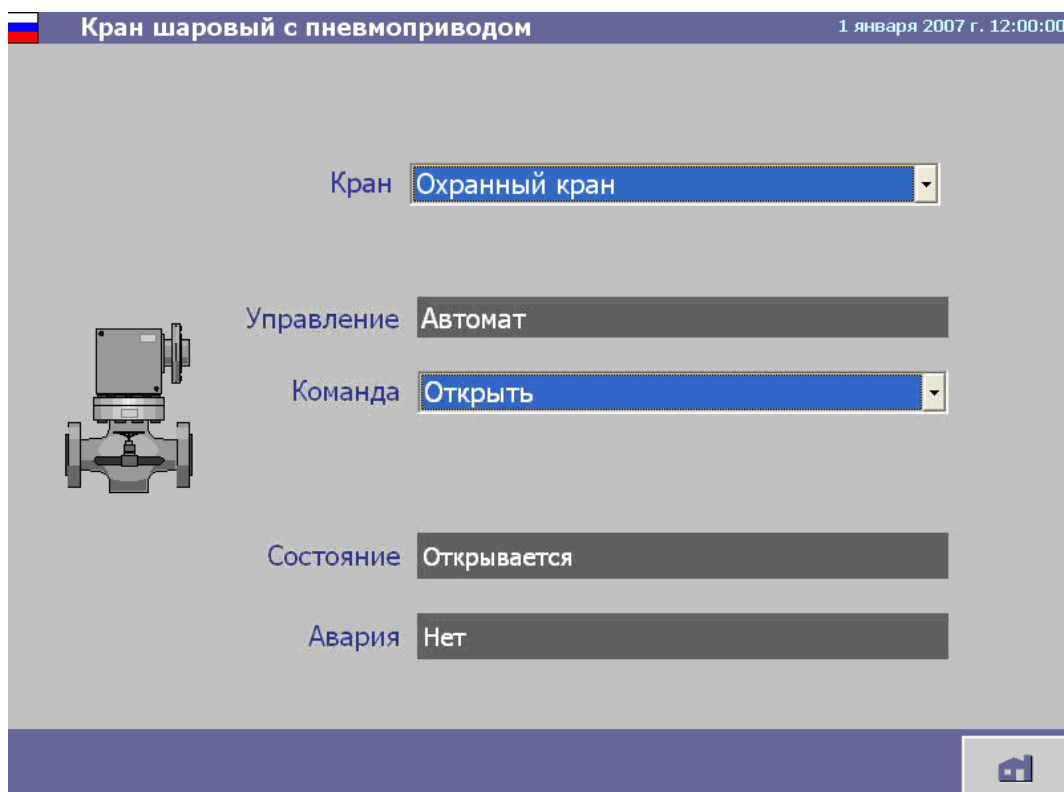 Кран шаровый с пневмоприводом 1 января 2007 г. 12:00:00
Кран Охранный кран
Управление Автомат
Команда Открыть
Состояние Открывается
Авария Нет